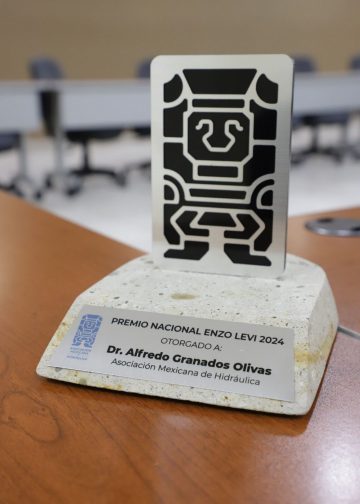 PREMIO NACIONAL ENZO LEVI 2024
OTORGADO A:
Dr. Alfredo Granados Olivas
Asociación Mexicana de Hidráulica